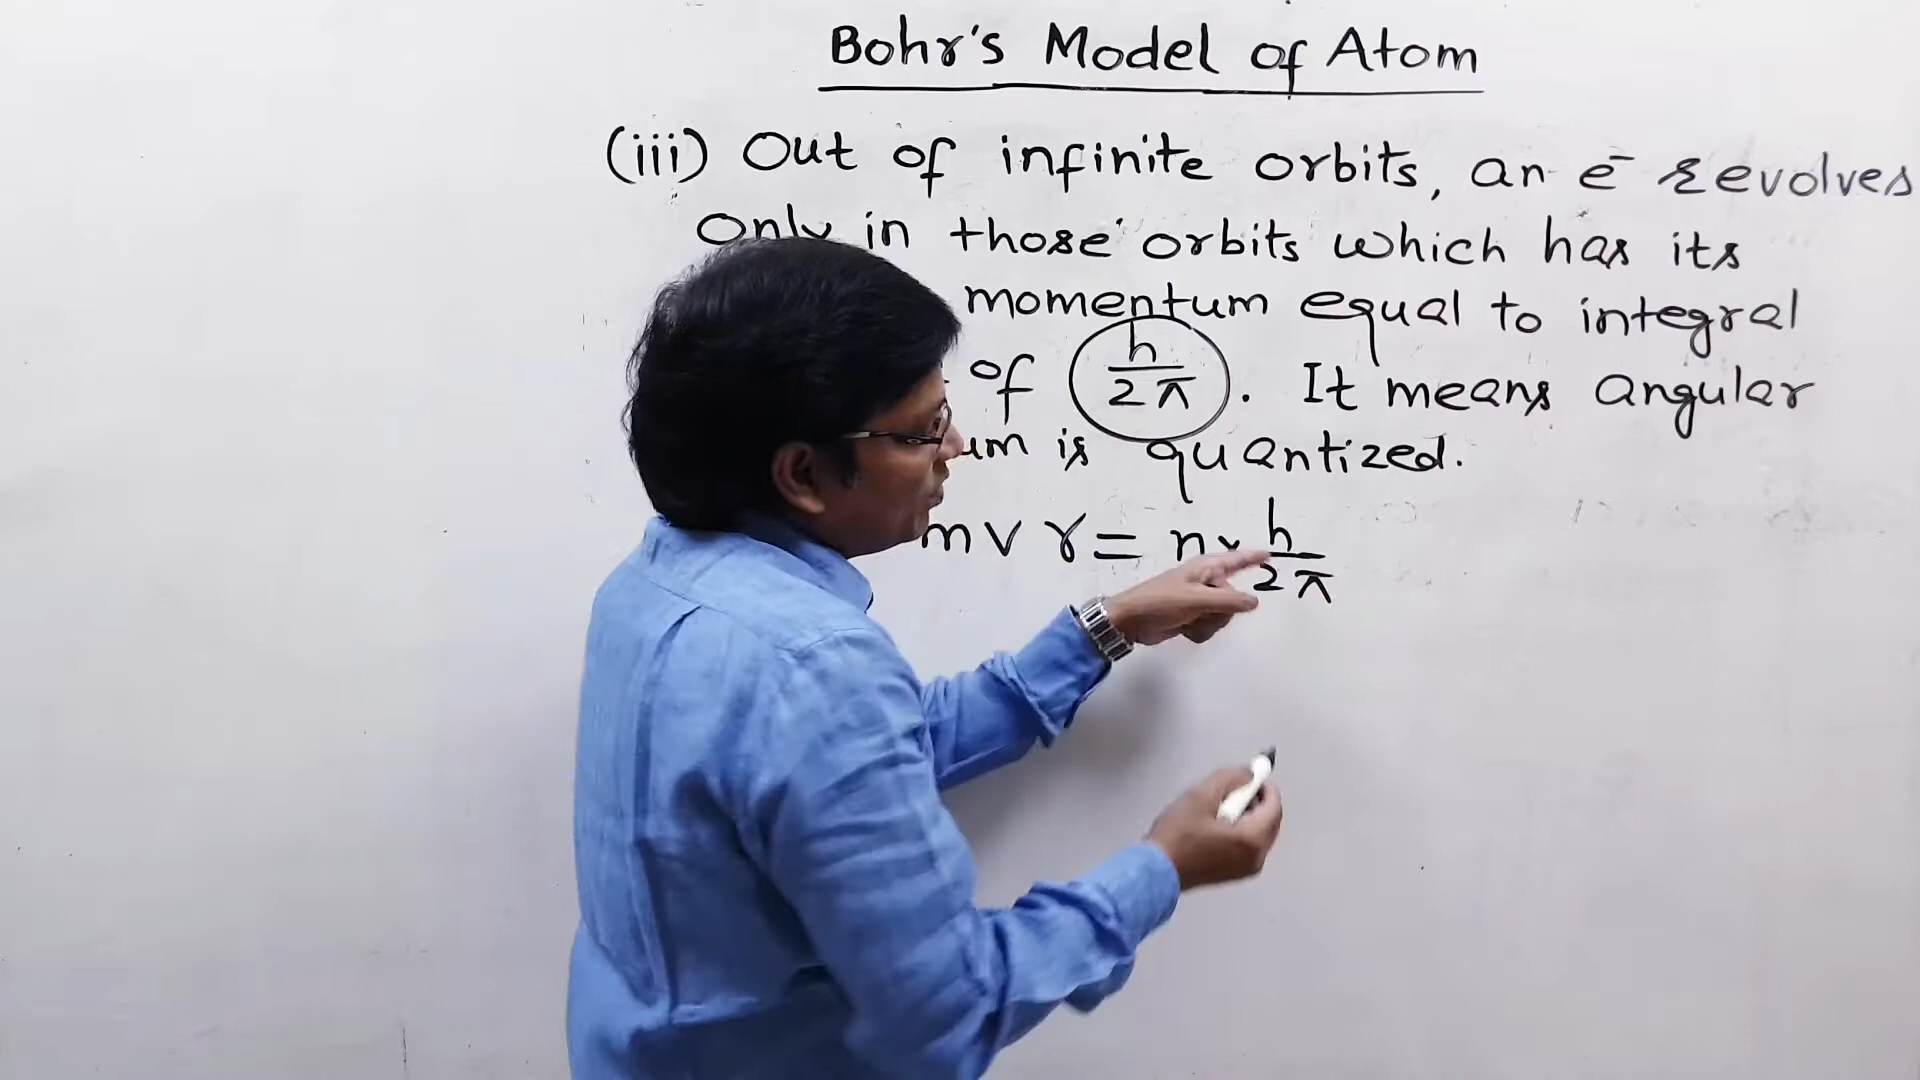 Bohr's Model of Atom
(iii) Out of infinite orbits, an e⁻ revolves
Only in those orbits which has its
momentum equal to integral
of h/2π. It means angular
um is quantized.
mvr = n × h/2π